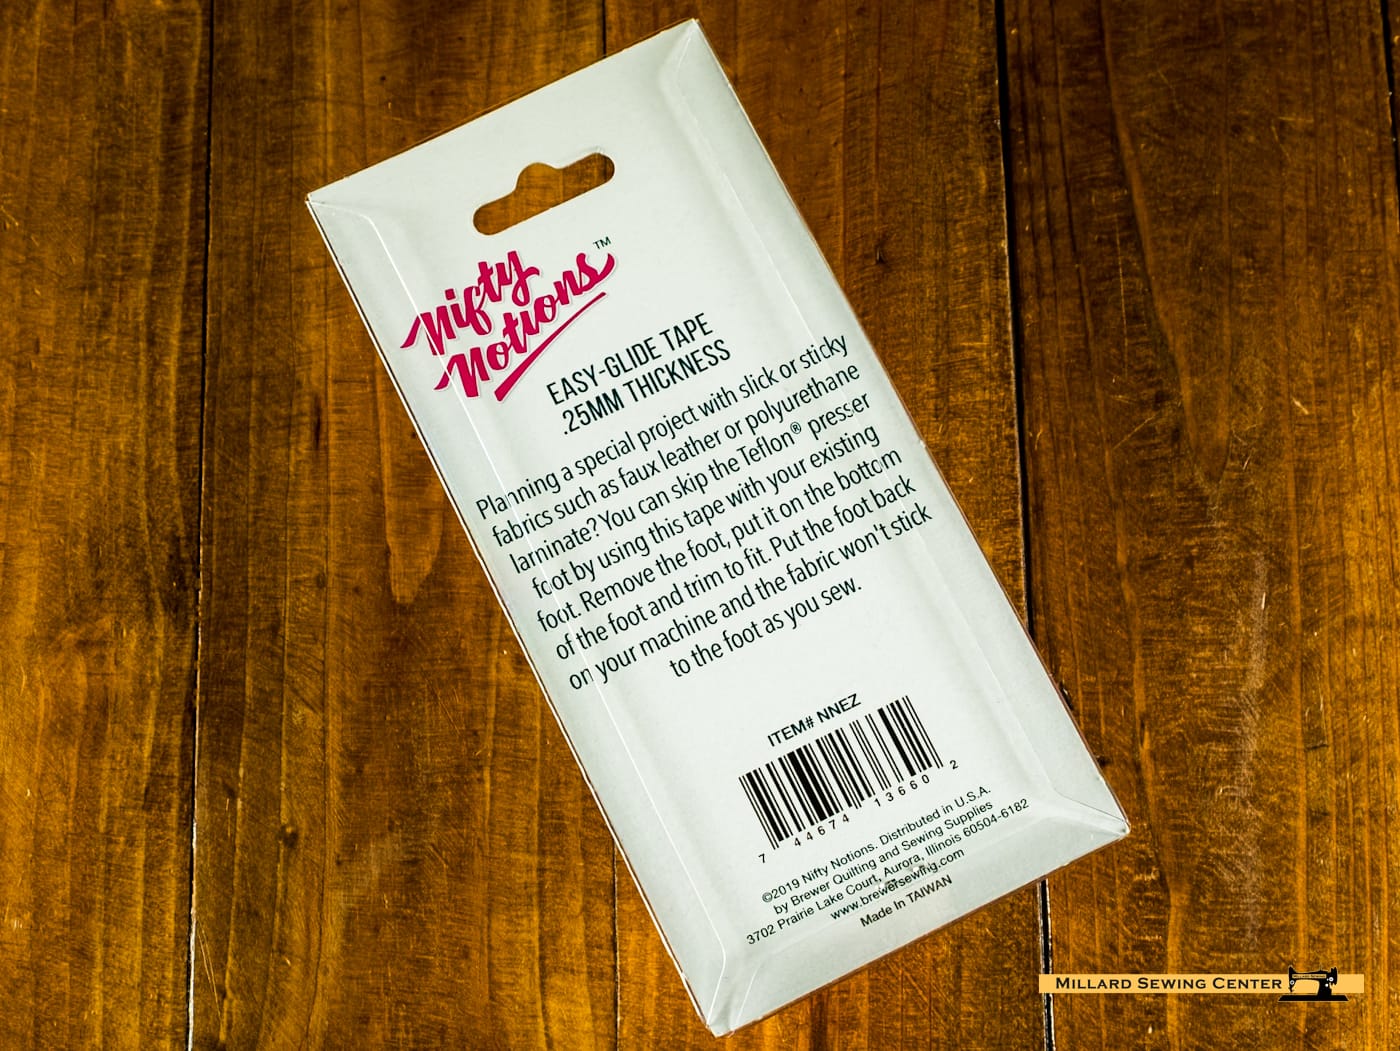 Nifty
Notions™
EASY-GLIDE TAPE
.25MM THICKNESS
Planning a special project with slick or sticky
fabrics such as faux leather or polyurethane
laminate? You can skip the Teflon® presser
foot by using this tape with your existing
foot. Remove the foot, put it on the bottom
of the foot and trim to fit. Put the foot back
on your machine and the fabric won't stick
to the foot as you sew.
ITEM# NNEZ
7 44674 13660 2
©2019 Nifty Notions. Distributed in U.S.A.
by Brewer Quilting and Sewing Supplies
3702 Prairie Lake Court, Aurora, Illinois 60504-6182
www.brewersewing.com
Made In TAIWAN
MILLARD SEWING CENTER